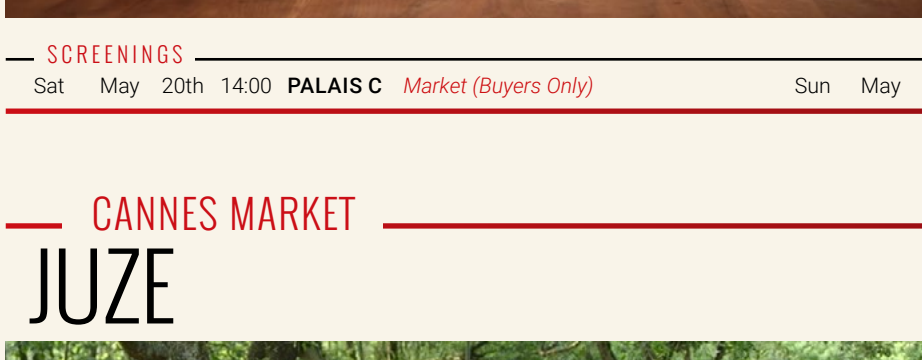 SCREENINGS
Sat May 20th 14:00 PALAIS C Market (Buyers Only) Sun May
CANNES MARKET
JUZE